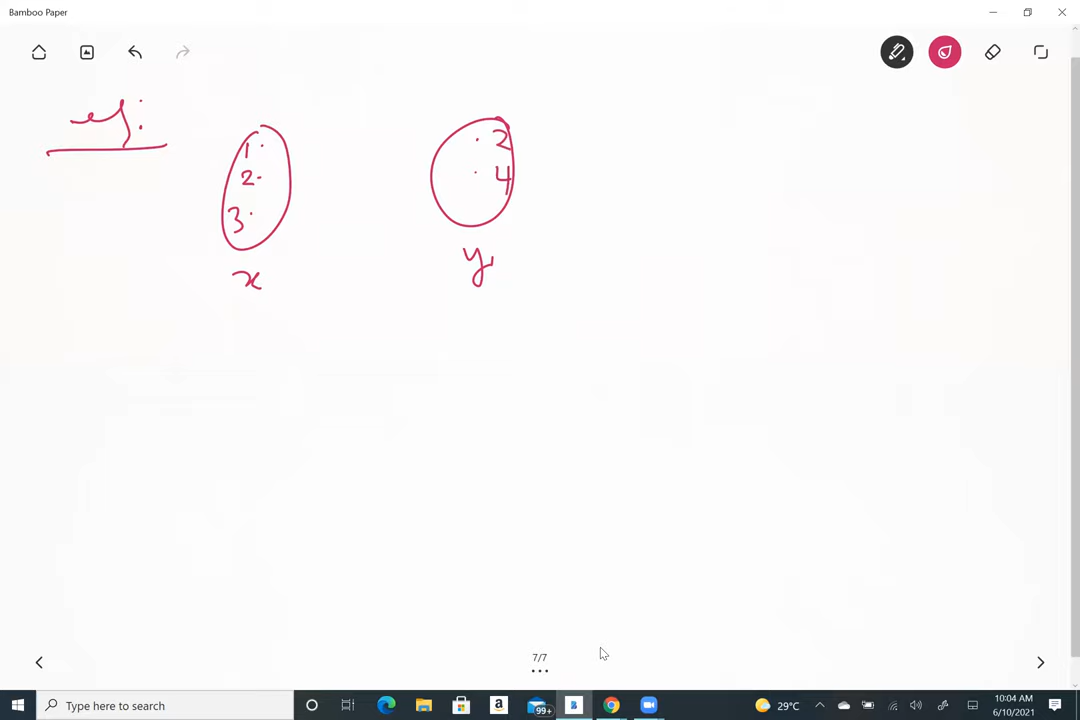 Bamboo Paper
eg:
1 2
2 4
3
x y
7/7
Type here to search
99+
29°C
10:04 AM
6/10/2021